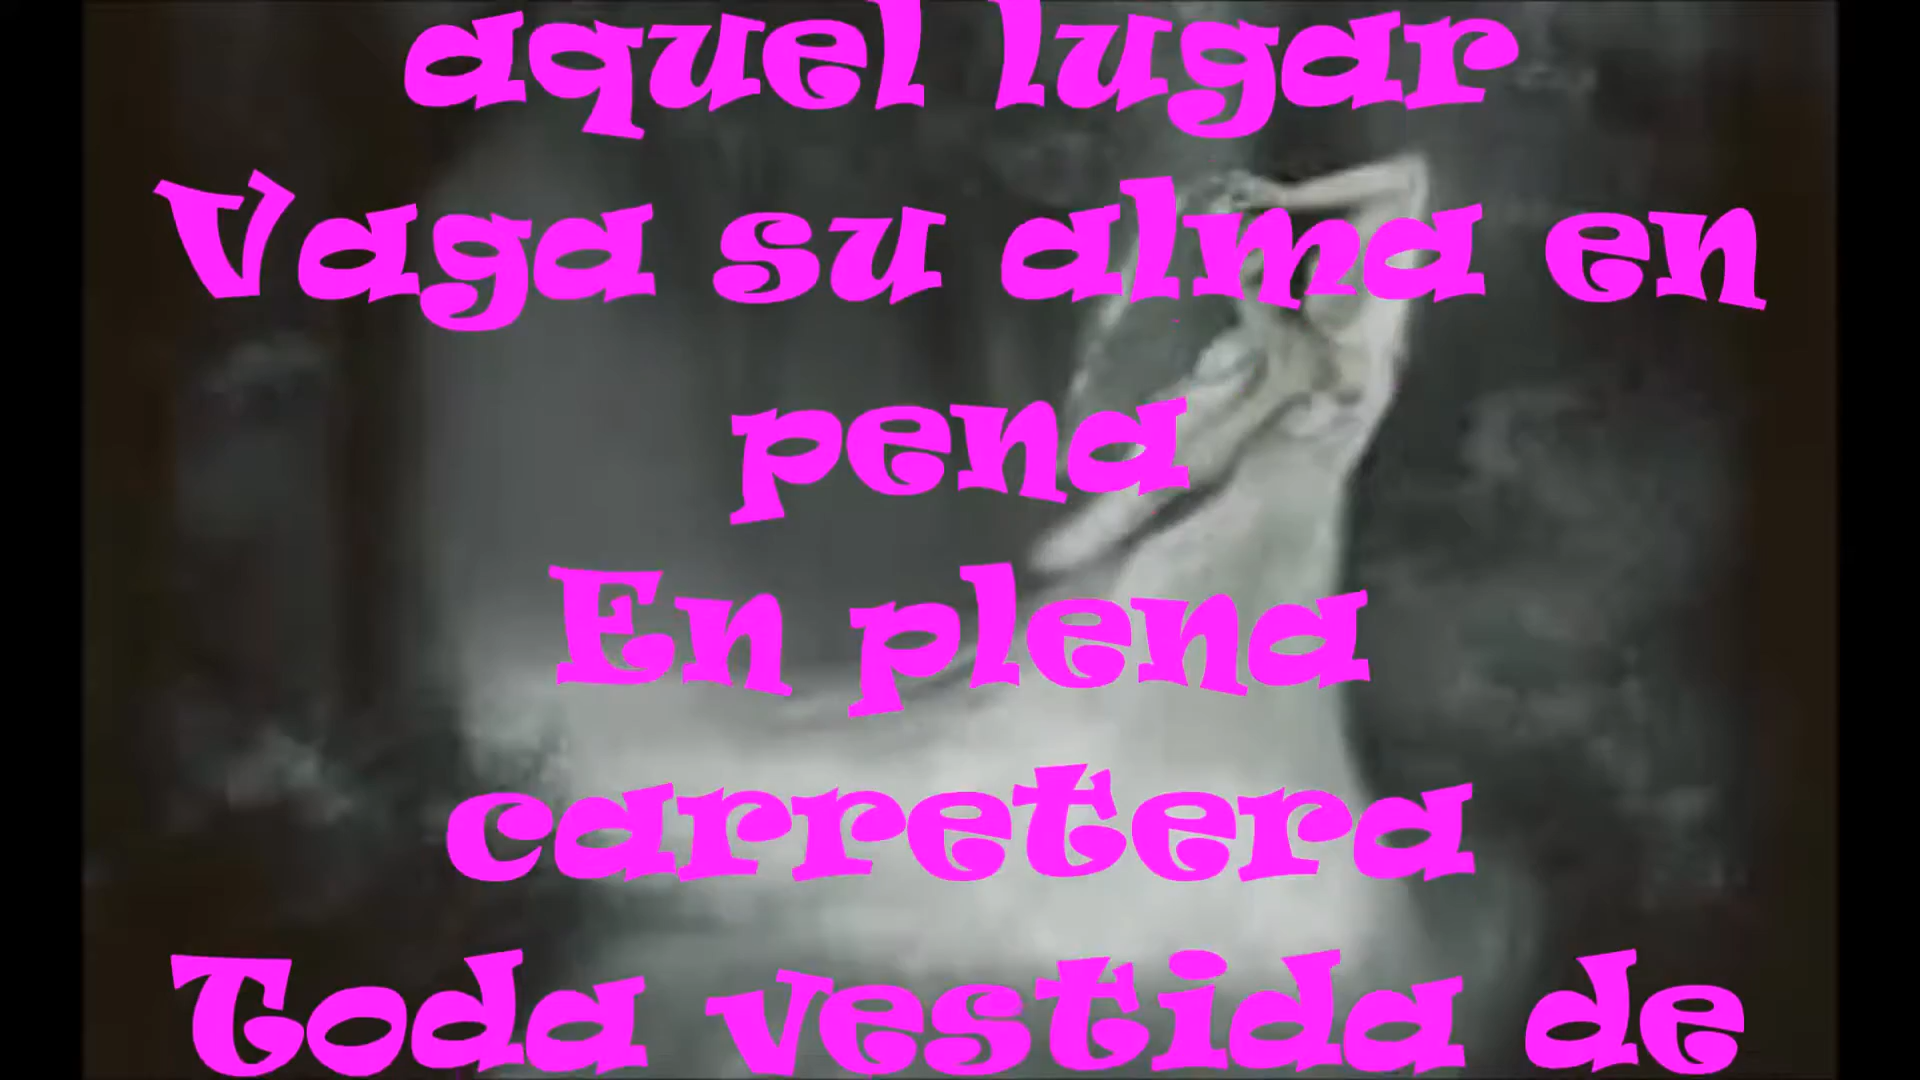 aquel lugar
Vaga su alma en
pena
En plena
carretera
Toda vestida de